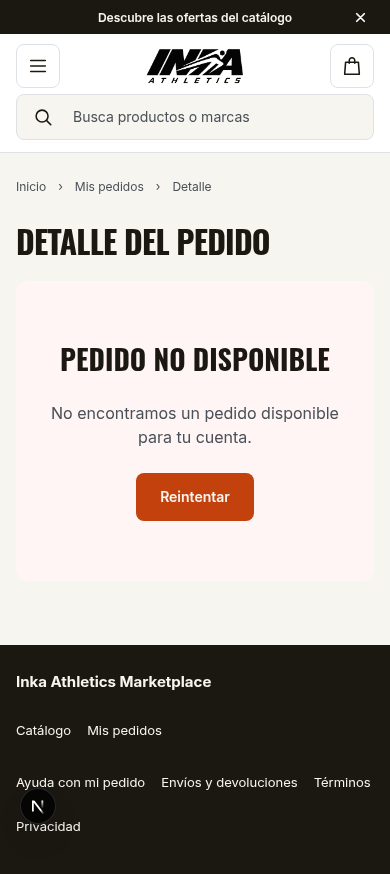 Descubre las ofertas del catálogo ×
INKA
ATHLETICS
Busca productos o marcas
Inicio › Mis pedidos › Detalle
DETALLE DEL PEDIDO
PEDIDO NO DISPONIBLE
No encontramos un pedido disponible
para tu cuenta.
Reintentar
Inka Athletics Marketplace
Catálogo Mis pedidos
Ayuda con mi pedido Envíos y devoluciones Términos
N
Privacidad